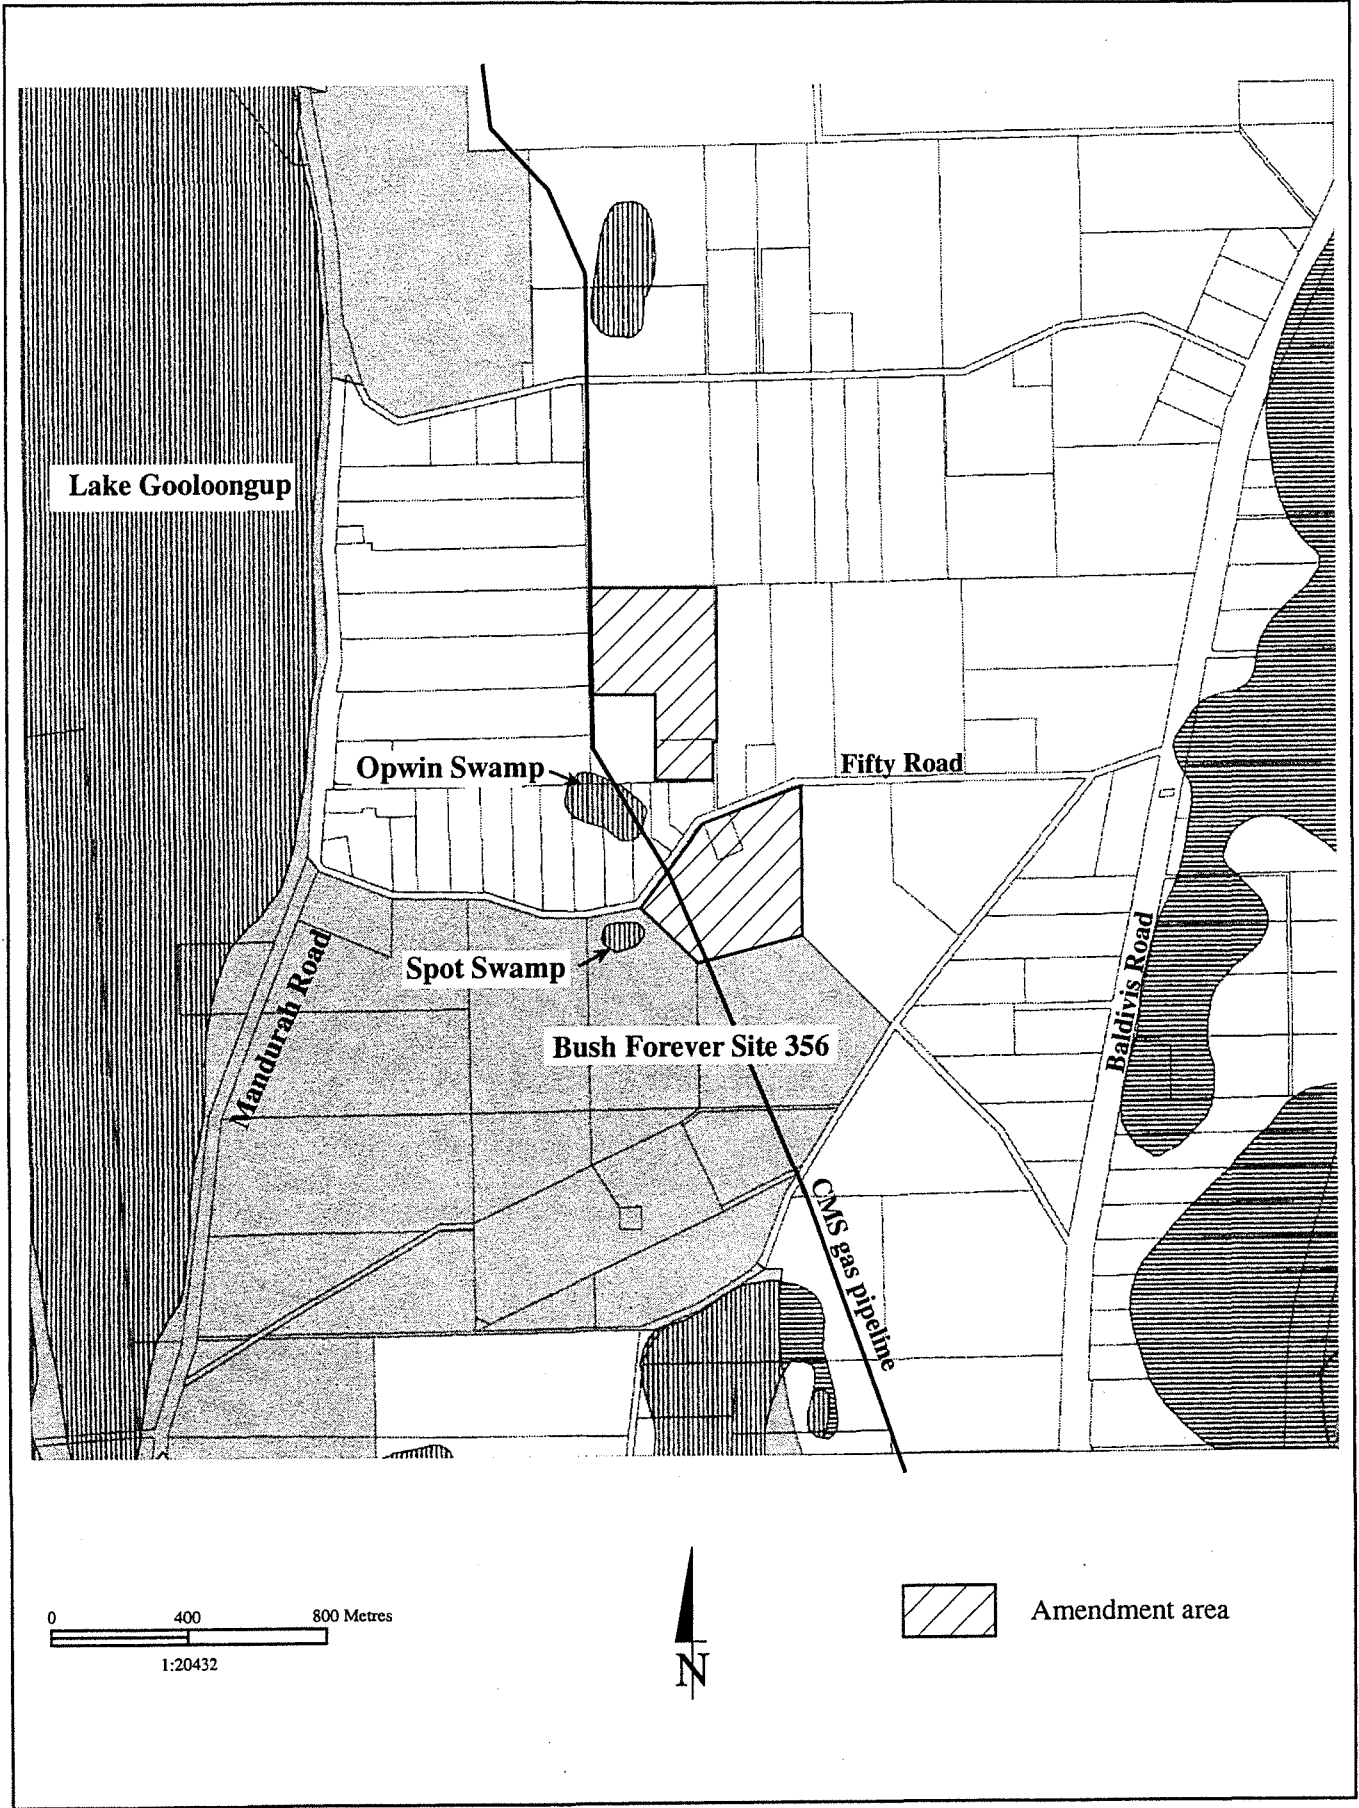 Lake Gooloongup
Opwin Swamp
Fifty Road
Spot Swamp
Mandurah Road
Bush Forever Site 356
Baldivis Road
CMS gas pipeline
0 400 800 Metres
1:20432
N
Amendment area